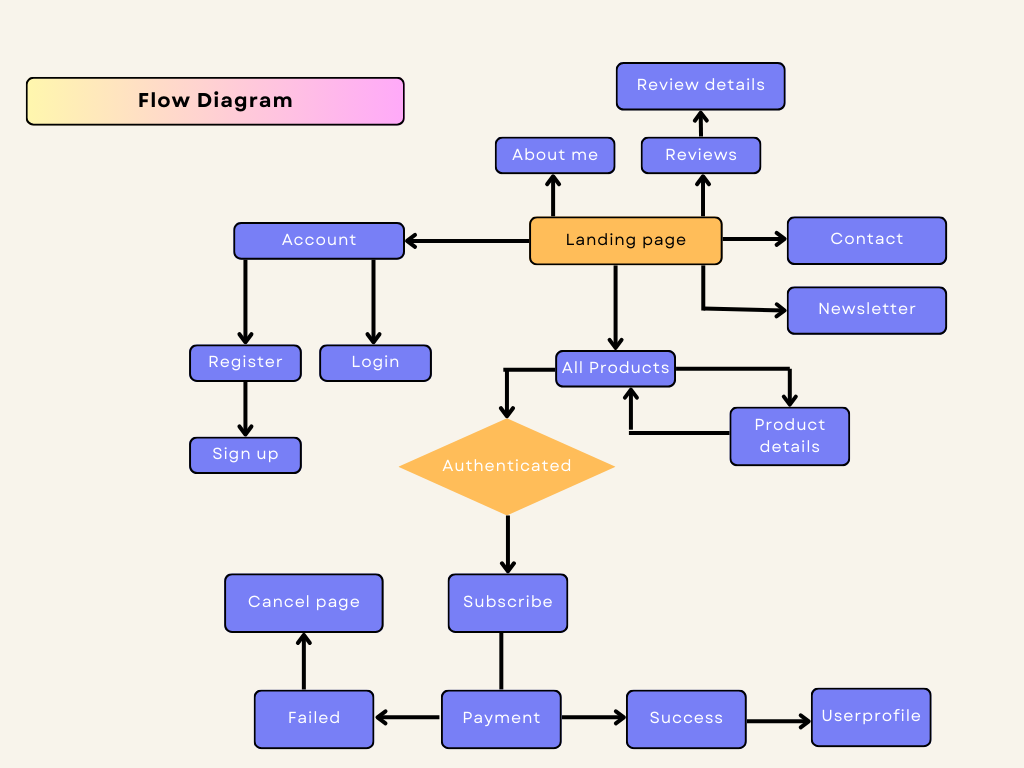 Flow Diagram
Review details
About me
Reviews
Account
Landing page
Contact
Newsletter
Register
Login
All Products
Product
details
Sign up
Authenticated
Cancel page
Subscribe
Failed
Payment
Success
Userprofile